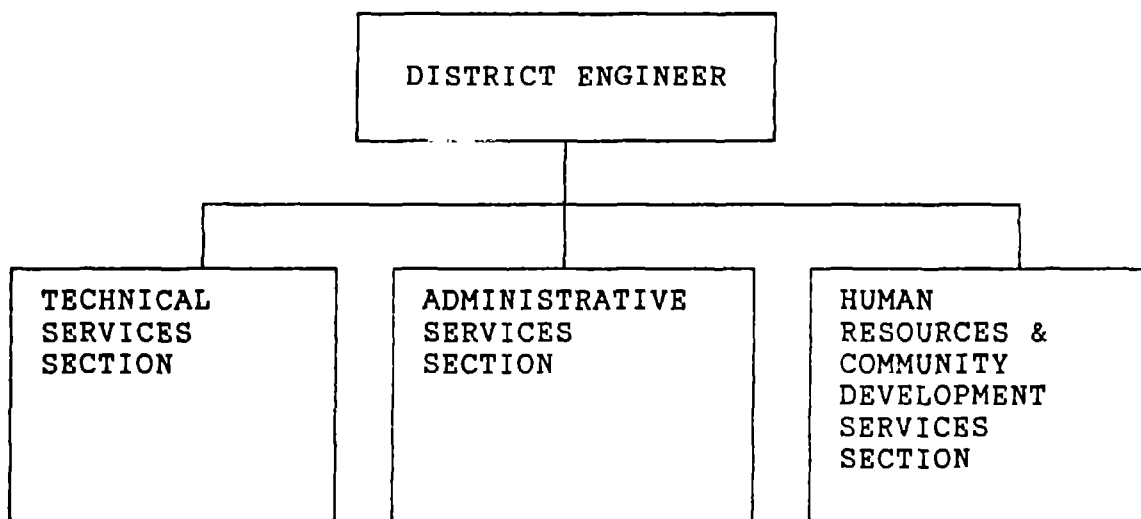 DISTRICT ENGINEER
TECHNICAL
SERVICES
SECTION
ADMINISTRATIVE
SERVICES
SECTION
HUMAN
RESOURCES &
COMMUNITY
DEVELOPMENT
SERVICES
SECTION